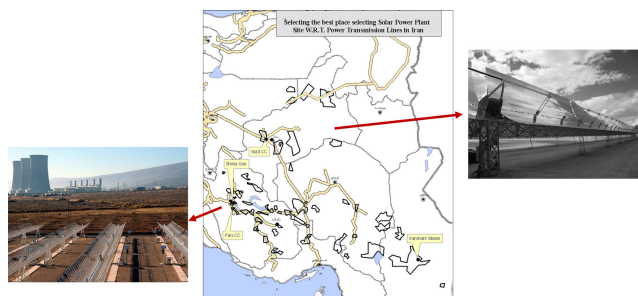 Selecting the best place selecting Solar Power Plant
Site W.R.T. Power Transmission Lines in Iran
Yazd CC
Shiraz Gas
Fars CC
Iranshahr Steam